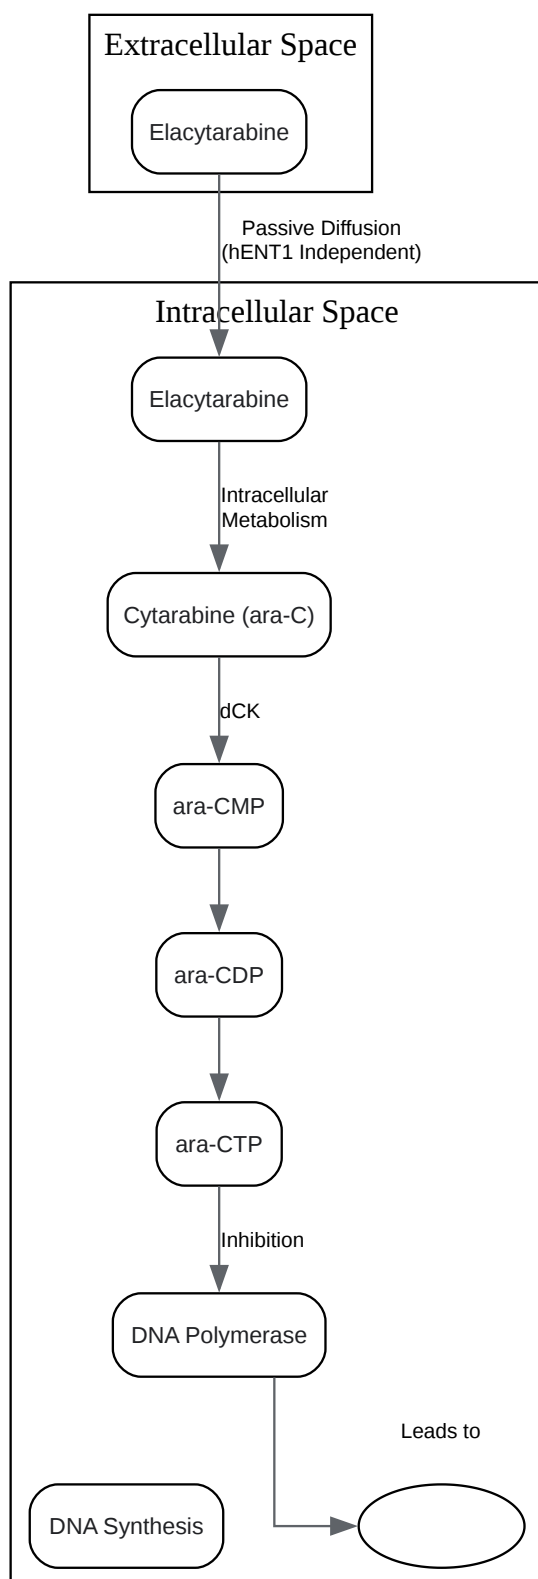 Extracellular Space
Elacytarabine
Passive Diffusion
(hENT1 Independent)
Intracellular Space
Elacytarabine
Intracellular
Metabolism
Cytarabine (ara-C)
dCK
ara-CMP
ara-CDP
ara-CTP
Inhibition
DNA Polymerase
Leads to
DNA Synthesis